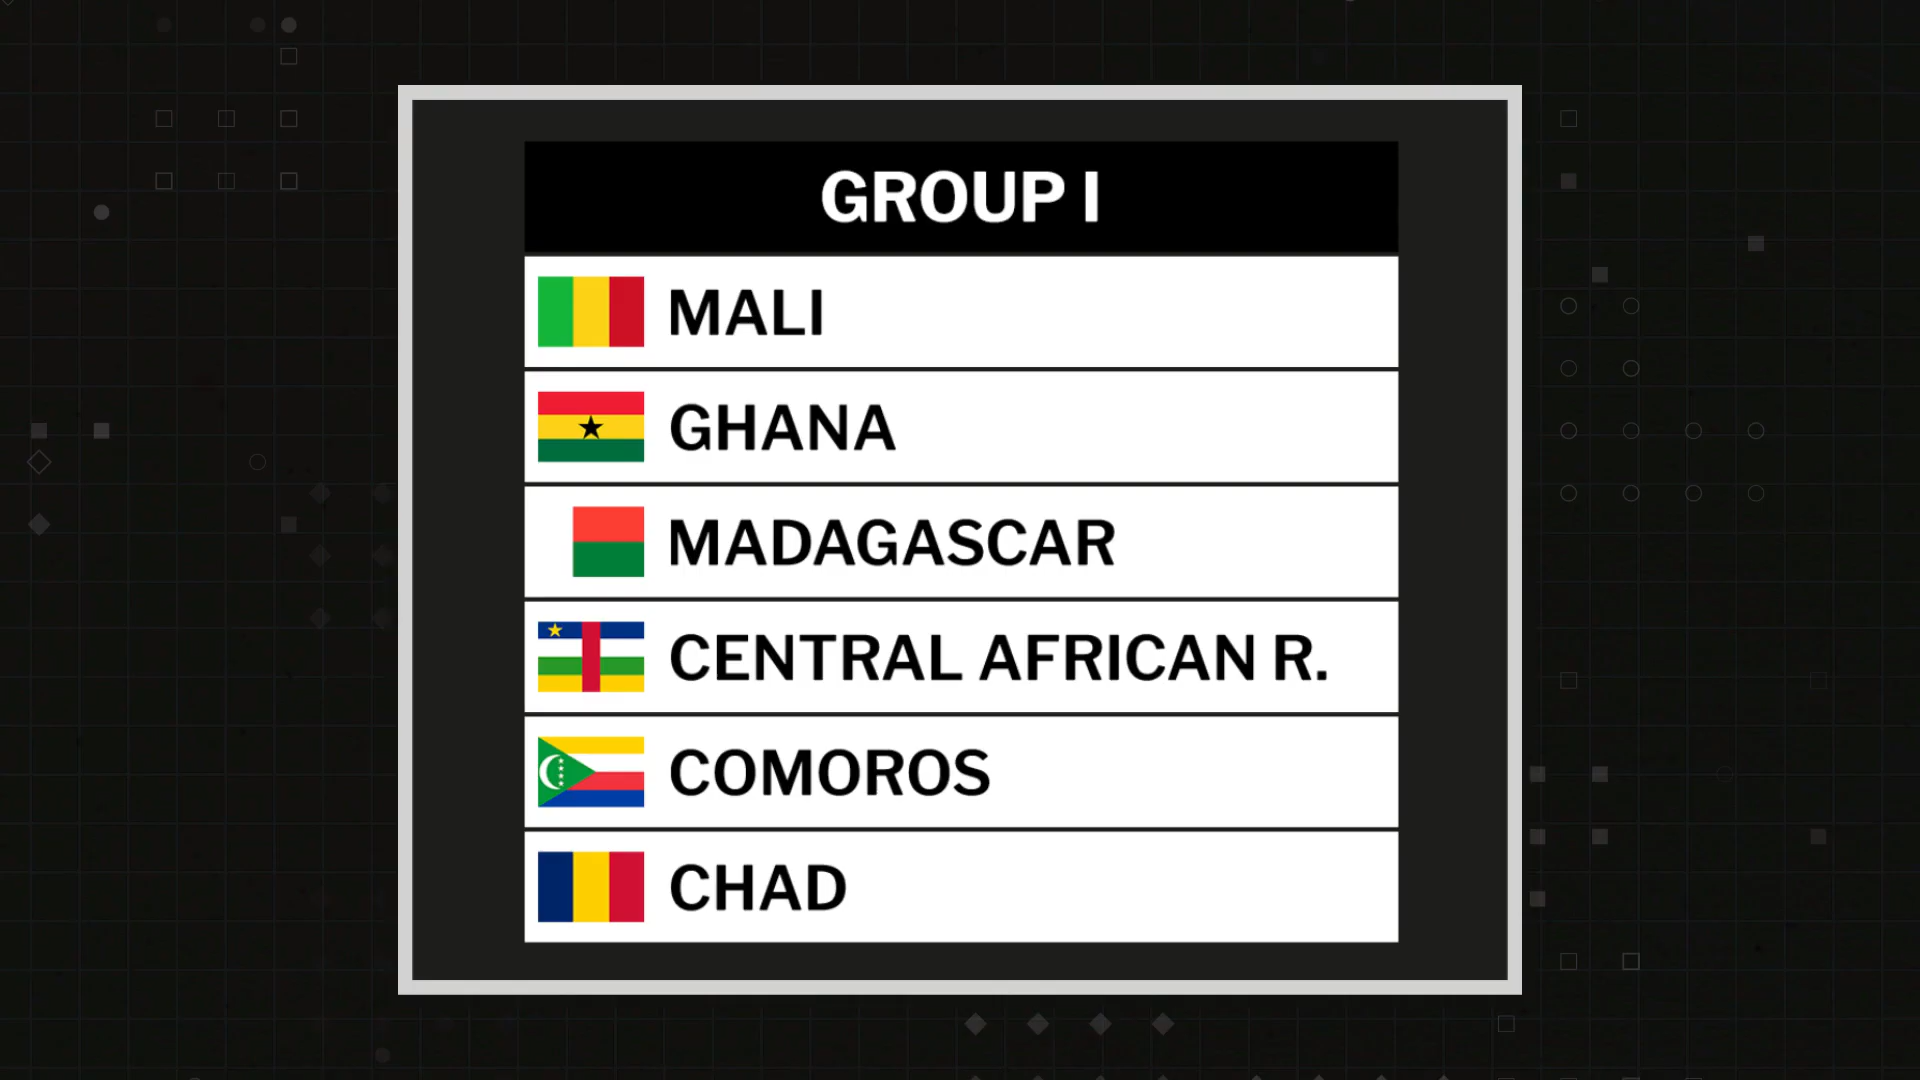 GROUP I
MALI
GHANA
MADAGASCAR
CENTRAL AFRICAN R.
COMOROS
CHAD